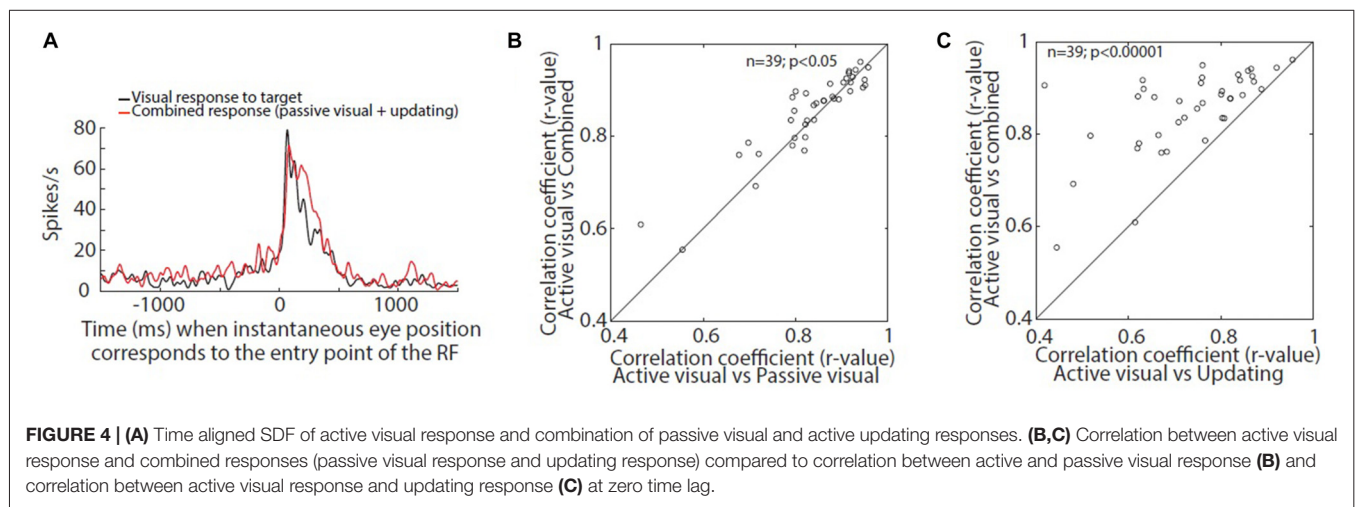 A
Visual response to target
Combined response (passive visual + updating)
80
60
40
20
0
Spikes/s
-1000
0
1000
Time (ms) when instantaneous eye position
corresponds to the entry point of the RF
B
n=39; p<0.05
1
0.8
0.6
0.4
Correlation coefficient (r-value)
Active visual vs Combined
0.4
0.6
0.8
1
Correlation coefficient (r-value)
Active visual vs Passive visual
C
n=39; p<0.00001
1
0.8
0.6
0.4
Correlation coefficient (r-value)
Active visual vs combined
0.4
0.6
0.8
1
Correlation coefficient (r-value)
Active visual vs Updating
FIGURE 4 | (A) Time aligned SDF of active visual response and combination of passive visual and active updating responses. (B,C) Correlation between active visual
response and combined responses (passive visual response and updating response) compared to correlation between active and passive visual response (B) and
correlation between active visual response and updating response (C) at zero time lag.